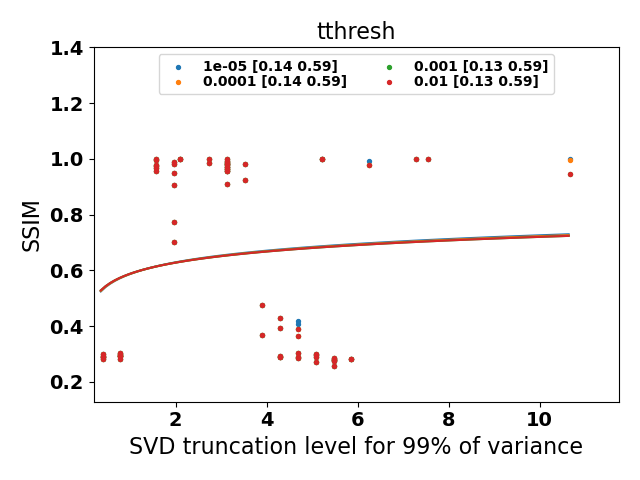 tthresh
1e-05 [0.14 0.59] 0.001 [0.13 0.59]
0.0001 [0.14 0.59] 0.01 [0.13 0.59]
1.4
1.2
1.0
0.8
0.6
0.4
0.2
SSIM
2 4 6 8 10
SVD truncation level for 99% of variance